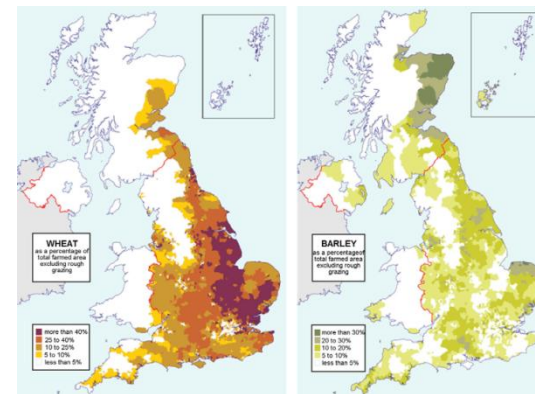 WHEAT
as a percentage of
total farmed area
excluding rough
grazing
more than 40%
25 to 40%
10 to 25%
5 to 10%
less than 5%
BARLEY
as a percentageof
total farmed area
excluding rough
grazing
more than 30%
20 to 30%
10 to 20%
5 to 10%
less than 5%